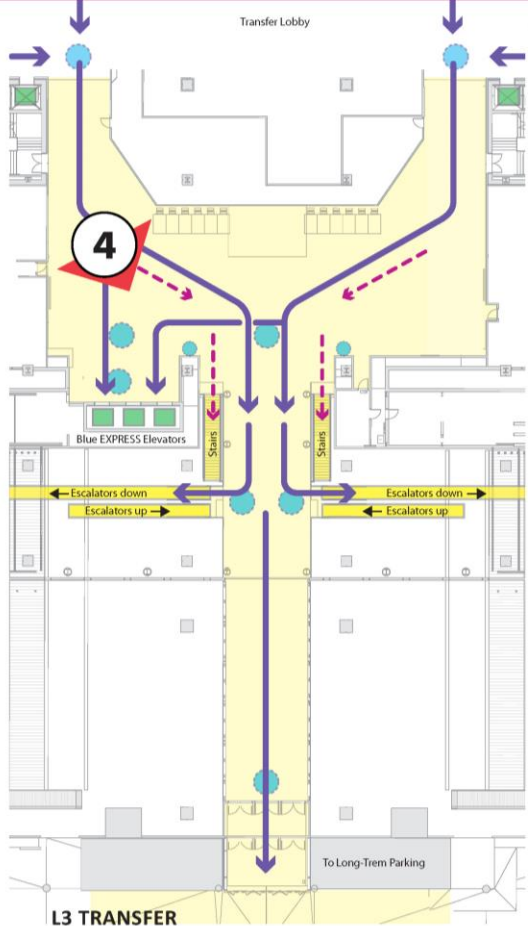 Transfer Lobby
4
Blue EXPRESS Elevators
Stairs
Stairs
Escalators down
Escalators down
Escalators up
Escalators up
To Long-Trem Parking
L3 TRANSFER